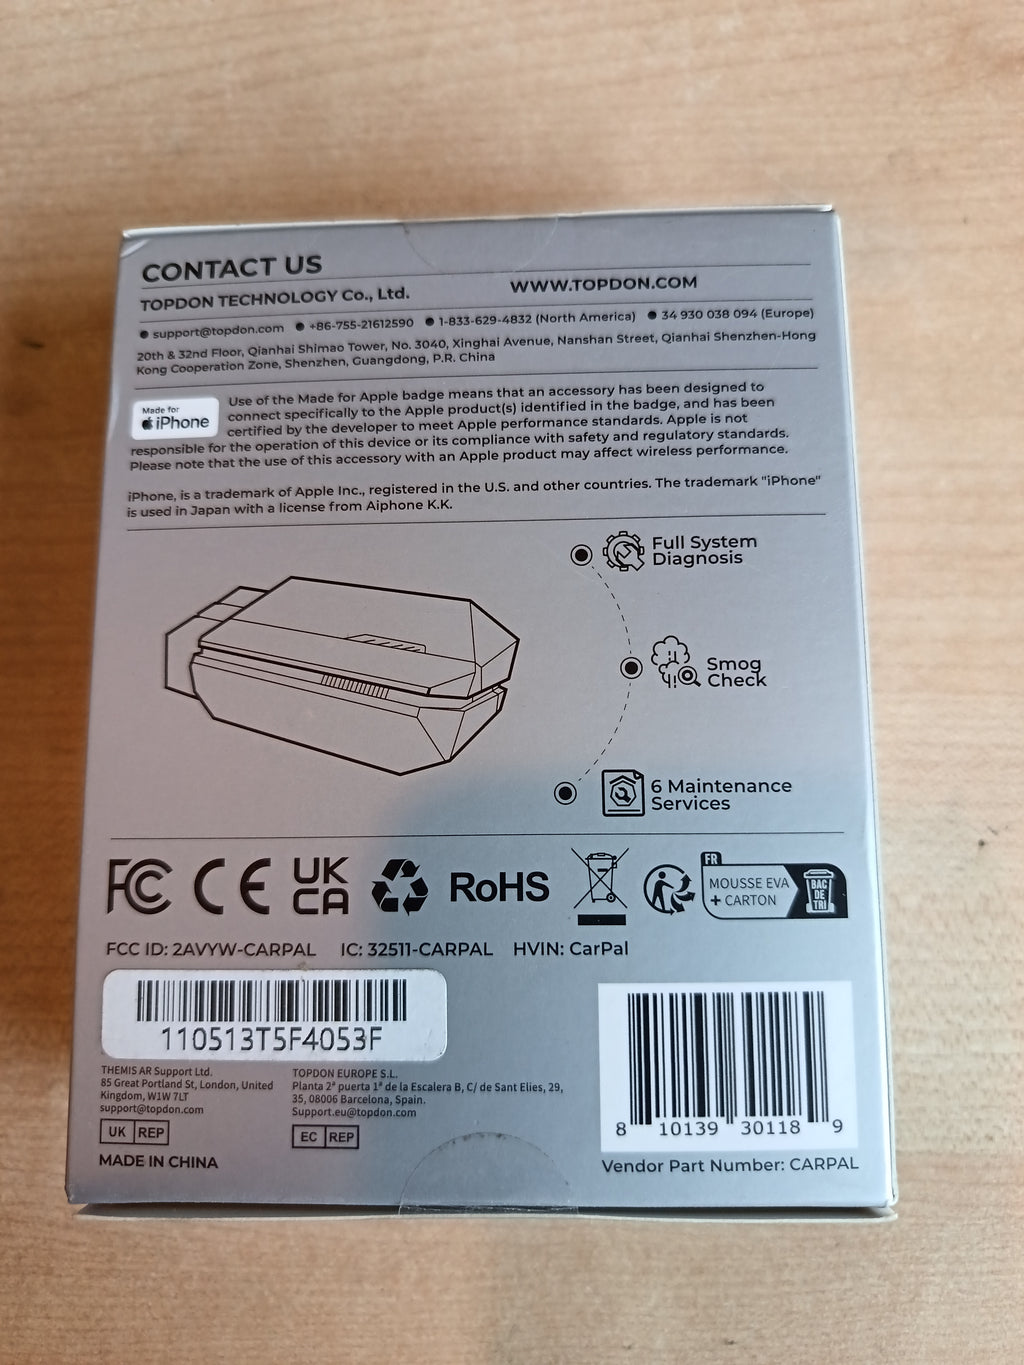 CONTACT US
TOPDON TECHNOLOGY Co., Ltd.
WWW.TOPDON.COM
support@topdon.com +86-755-21612590 1-833-629-4832 (North America) 34 930 038 094 (Europe)
20th & 32nd Floor, Qianhai Shimao Tower, No. 3040, Xinghai Avenue, Nanshan Street, Qianhai Shenzhen-Hong
Kong Cooperation Zone, Shenzhen, Guangdong, P.R. China
Made for
iPhone
Use of the Made for Apple badge means that an accessory has been designed to
connect specifically to the Apple product(s) identified in the badge, and has been
certified by the developer to meet Apple performance standards. Apple is not
responsible for the operation of this device or its compliance with safety and regulatory standards.
Please note that the use of this accessory with an Apple product may affect wireless performance.
iPhone, is a trademark of Apple Inc., registered in the U.S. and other countries. The trademark "iPhone"
is used in Japan with a license from Aiphone K.K.
Full System
Diagnosis
Smog
Check
6 Maintenance
Services
FC CE UK
CA
RoHS
FR
MOUSSE EVA
+ CARTON
BAC
DE
TRI
FCC ID: 2AVYW-CARPAL IC: 32511-CARPAL HVIN: CarPal
110513T5F4053F
THEMIS AR Support Ltd.
85 Great Portland St, London, United
Kingdom, W1W 7LT
support@topdon.com
UK REP
TOPDON EUROPE S.L.
Planta 2ª puerta 1ª de la Escalera B, C/ de Sant Elies, 29,
35, 08006 Barcelona, Spain.
Support.eu@topdon.com
EC REP
MADE IN CHINA
8 10139 30118 9
Vendor Part Number: CARPAL